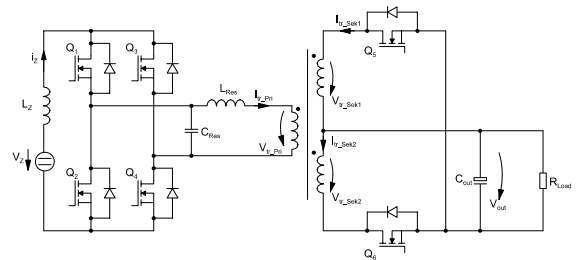 i_Z
Q_1
Q_3
L_Z
V_Z
Q_2
Q_4
L_Res
I_tr_Pri
C_Res
V_tr_Pri
I_tr_Sek1
Q_5
V_tr_Sek1
I_tr_Sek2
V_tr_Sek2
Q_6
C_out
V_out
R_Load